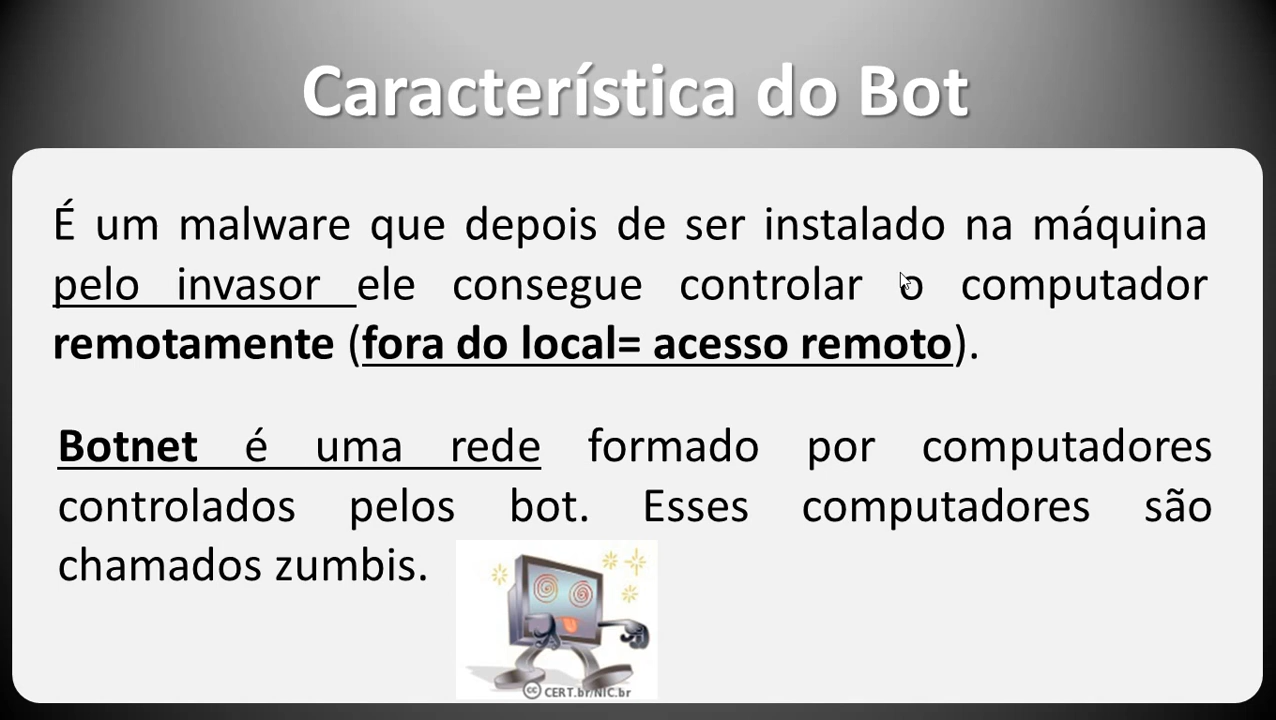 Característica do Bot
É um malware que depois de ser instalado na máquina
pelo invasor ele consegue controlar o computador
remotamente (fora do local= acesso remoto).
Botnet é uma rede formado por computadores
controlados pelos bot. Esses computadores são
chamados zumbis.
cc CERT.br/NIC.br